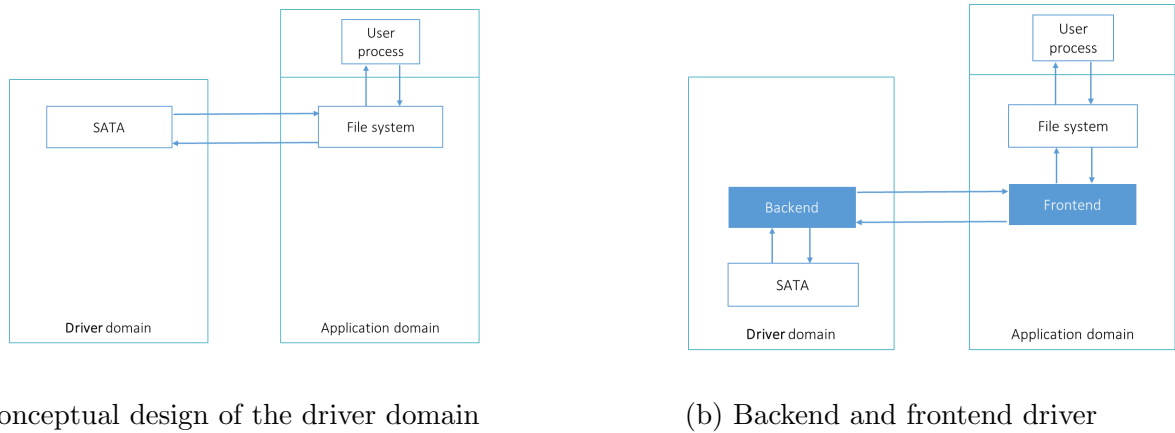 User
process
SATA
File system
Driver domain
Application domain
User
process
File system
Backend
Frontend
SATA
Driver domain
Application domain
onceptual design of the driver domain
(b) Backend and frontend driver